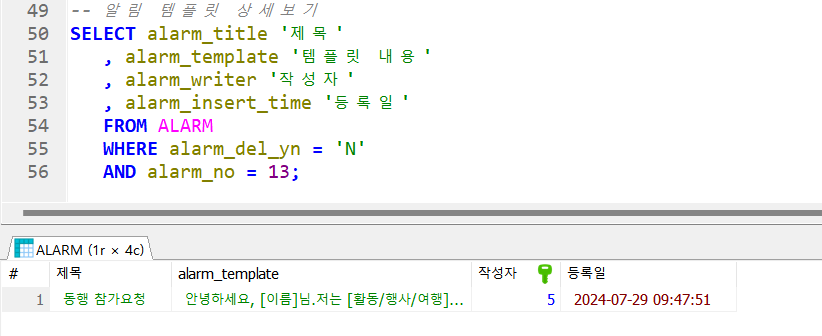 49 -- 알림 템플릿 상세보기
50 SELECT alarm_title '제목'
51 , alarm_template '템플릿 내용'
52 , alarm_writer '작성자'
53 , alarm_insert_time '등록일'
54 FROM ALARM
55 WHERE alarm_del_yn = 'N'
56 AND alarm_no = 13;
ALARM (1r × 4c)
# 제목 alarm_template 작성자 등록일
1 동행 참가요청 안녕하세요, [이름]님.저는 [활동/행사/여행]... 5 2024-07-29 09:47:51